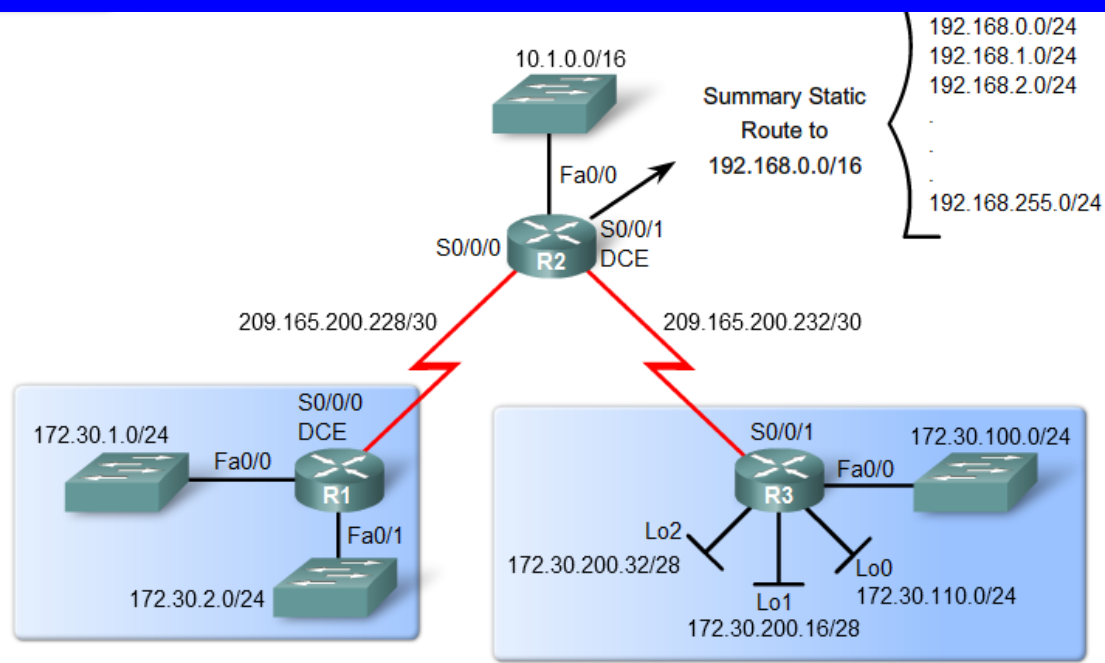 192.168.0.0/24
192.168.1.0/24
192.168.2.0/24
.
.
.
192.168.255.0/24
10.1.0.0/16
Summary Static
Route to
192.168.0.0/16
Fa0/0
S0/0/0
R2
S0/0/1
DCE
209.165.200.228/30
209.165.200.232/30
S0/0/0
DCE
172.30.1.0/24
Fa0/0
R1
Fa0/1
172.30.2.0/24
S0/0/1
172.30.100.0/24
Fa0/0
R3
Lo2
172.30.200.32/28
Lo0
172.30.110.0/24
Lo1
172.30.200.16/28